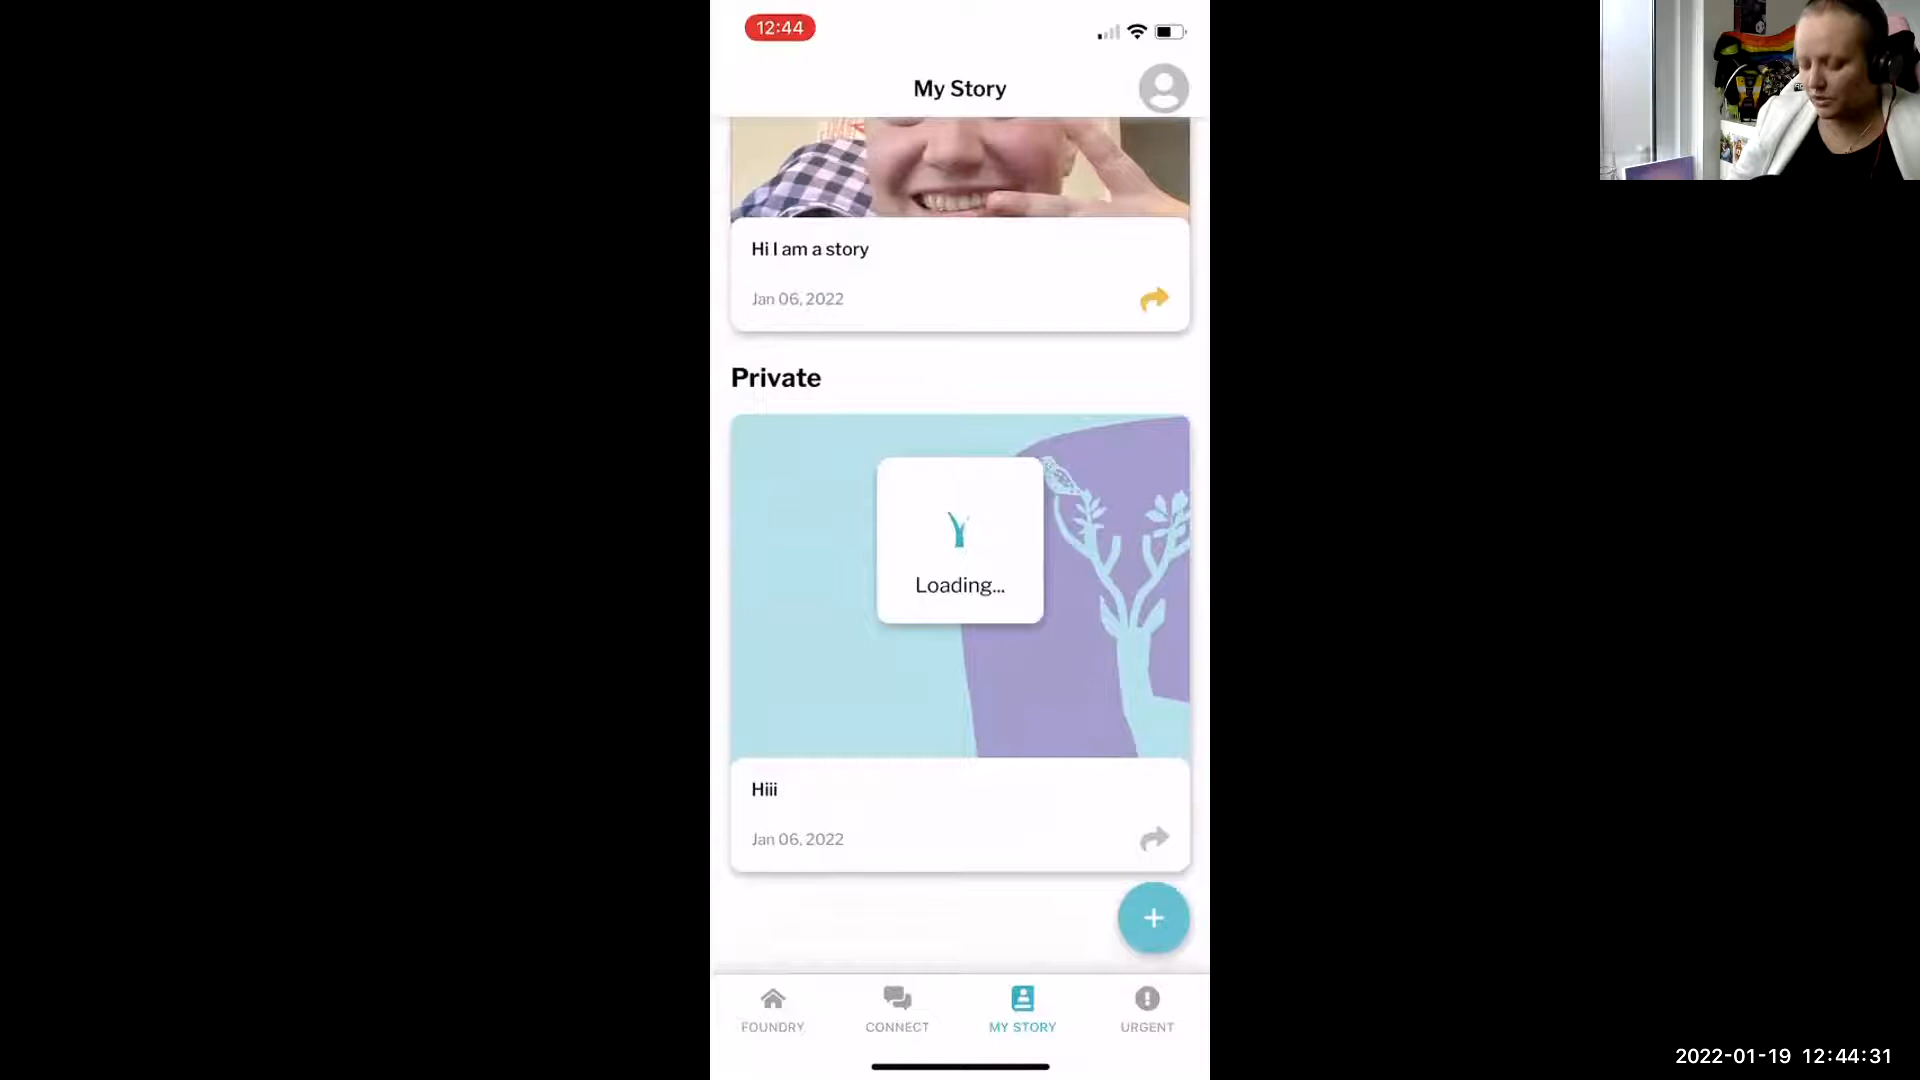 12:44
My Story
Hi I am a story
Jan 06, 2022
Private
Loading...
Hiii
Jan 06, 2022
FOUNDRY
CONNECT
MY STORY
URGENT
2022-01-19 12:44:31